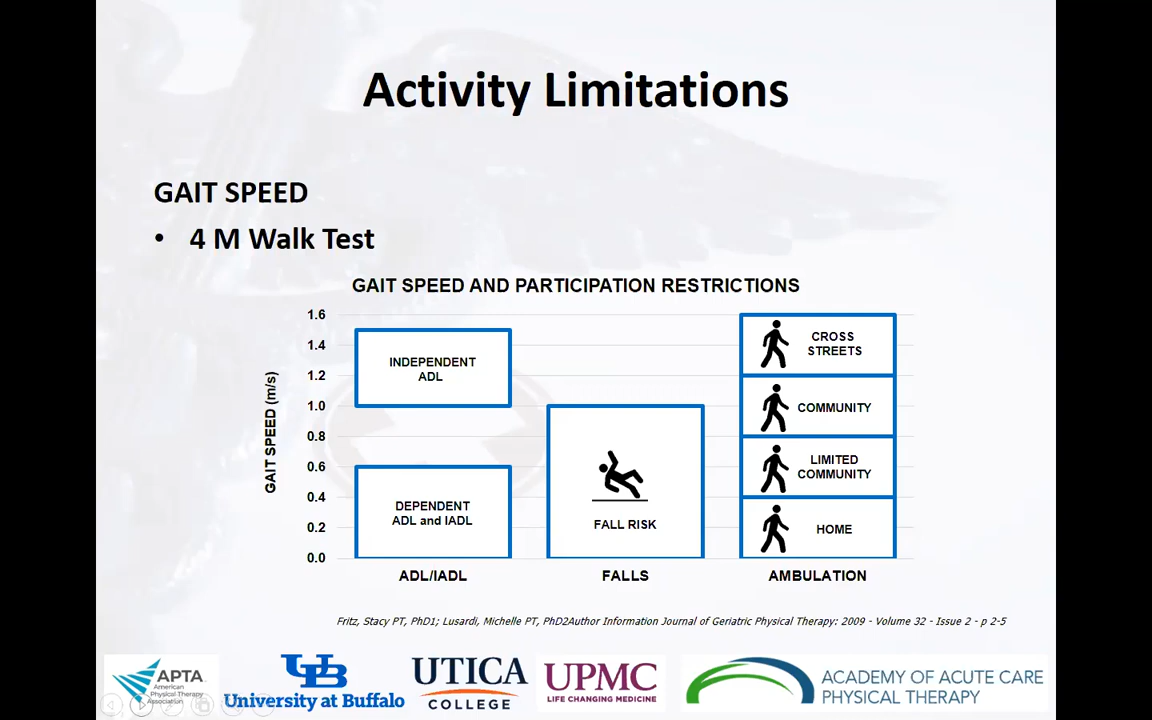 Activity Limitations
GAIT SPEED
• 4 M Walk Test
GAIT SPEED AND PARTICIPATION RESTRICTIONS
GAIT SPEED (m/s)
1.6
1.4
1.2
1.0
0.8
0.6
0.4
0.2
0.0
INDEPENDENT
ADL
DEPENDENT
ADL and IADL
FALL RISK
CROSS
STREETS
COMMUNITY
LIMITED
COMMUNITY
HOME
ADL/IADL
FALLS
AMBULATION
Fritz, Stacy PT, PhD1; Lusardi, Michelle PT, PhD2Author Information Journal of Geriatric Physical Therapy: 2009 - Volume 32 - Issue 2 - p 2-5
APTA
American
Physical Therapy
Association
UB
University at Buffalo
UTICA
COLLEGE
UPMC
LIFE CHANGING MEDICINE
ACADEMY OF ACUTE CARE
PHYSICAL THERAPY